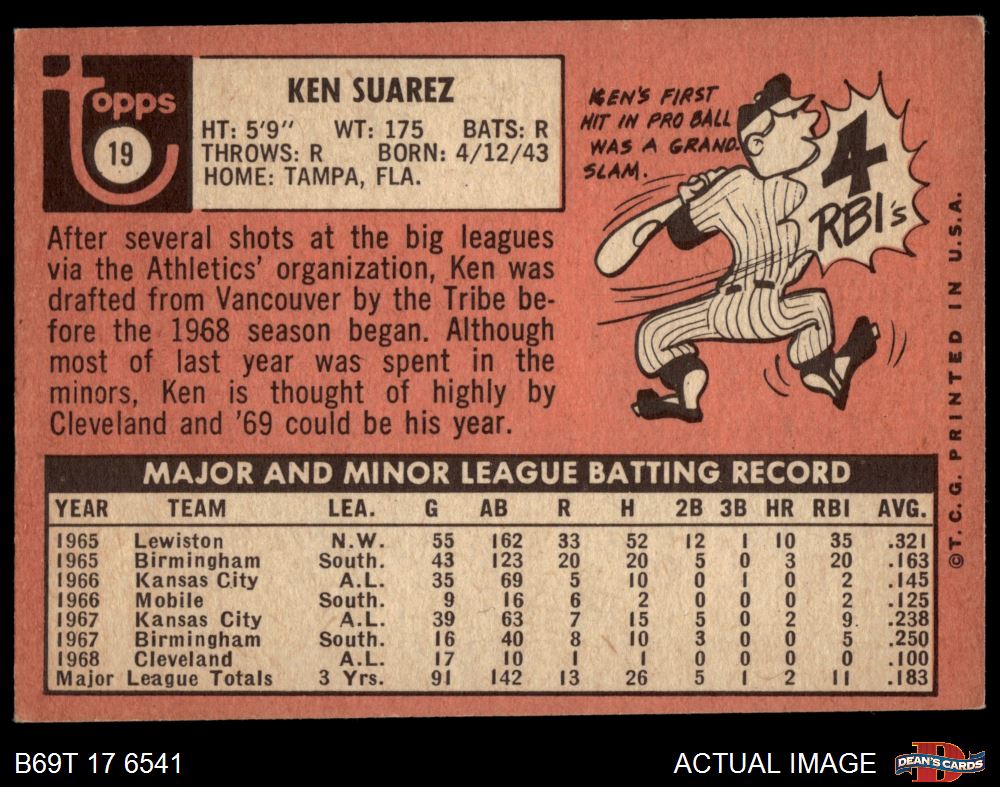 Topps
19
KEN SUAREZ
HT: 5'9" WT: 175 BATS: R
THROWS: R BORN: 4/12/43
HOME: TAMPA, FLA.
KEN'S FIRST
HIT IN PRO BALL
WAS A GRAND
SLAM.
4
RBI's
After several shots at the big leagues
via the Athletics' organization, Ken was
drafted from Vancouver by the Tribe be-
fore the 1968 season began. Although
most of last year was spent in the
minors, Ken is thought of highly by
Cleveland and '69 could be his year.
©T.C.G. PRINTED IN U.S.A.
MAJOR AND MINOR LEAGUE BATTING RECORD
YEAR TEAM LEA. G AB R H 2B 3B HR RBI AVG.
1965 Lewiston N.W. 55 162 33 52 12 1 10 35 .321
1965 Birmingham South. 43 123 20 20 5 0 3 20 .163
1966 Kansas City A.L. 35 69 5 10 0 1 0 2 .145
1966 Mobile South. 9 16 6 2 0 0 0 2 .125
1967 Kansas City A.L. 39 63 7 15 5 0 2 9 .238
1967 Birmingham South. 16 40 8 10 3 0 0 5 .250
1968 Cleveland A.L. 17 10 1 1 0 0 0 0 .100
Major League Totals 3 Yrs. 91 142 13 26 5 1 2 11 .183
B69T 17 6541
ACTUAL IMAGE
DEAN'S CARDS